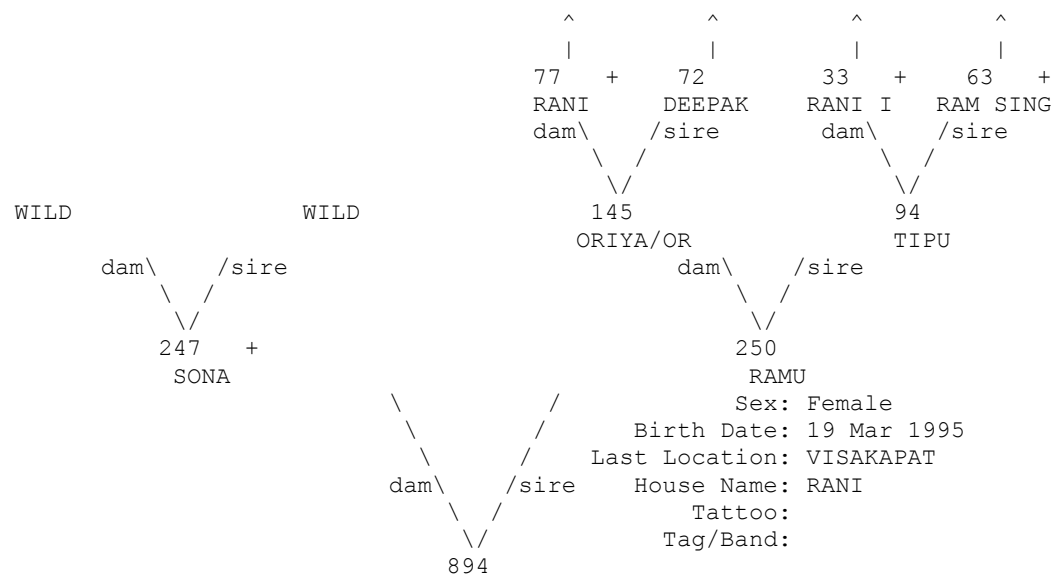 ^ ^ ^ ^
| | | |
77 + 72 33 + 63 +
RANI DEEPAK RANI I RAM SING
dam\ /sire dam\ /sire
\ / \ /
\/ \/
WILD WILD 145 94
ORIYA/OR TIPU
dam\ /sire dam\ /sire
\ / \ /
\/ \/
247 + 250
SONA RAMU
\ / Sex: Female
\ / Birth Date: 19 Mar 1995
\ / Last Location: VISAKAPAT
dam\ /sire House Name: RANI
\ / Tattoo:
\/ Tag/Band:
894